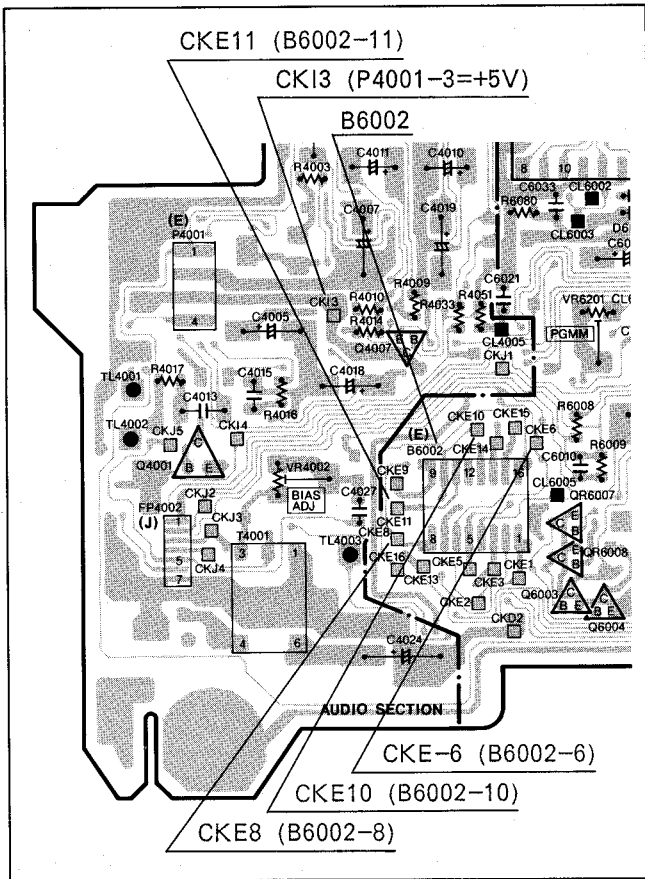 CKE11 (B6002-11)
CKI3 (P4001-3=+5V)
B6002
C4011
C4010
R4003
8 10
C6033
CL6002
R6080
CL6003
D6
C60
(E)
P4001
1
4
C4007
C4019
C6021
CKI3
R4010
R4009
R4033
R4051
VR6201
CL6
C4005
R4014
Q4007
B B
CL4005
PGMM
CKJ1
R4017
TL4001
C4015
C4018
C4013
R4016
TL4002
CKJ5
CKI4
C
B E
Q4001
(E)
B6002
CKE10
CKE15
CKE6
CKE14
R6008
R6009
C6010
9 12 16
8 5 1
CKE9
VR4002
BIAS
ADJ
C4027
CL6005
QR6007
C E
B
FP4002
(J)
1
5
7
CKJ2
CKJ3
CKJ4
T4001
3 1
4 6
CKE11
CKE8
TL4003
CKE16
CKE13
CKE5
CKE3
CKE1
CKE2
QR6008
C E
B
Q6003
C
B E
C
B E
Q6004
CKD2
C4024
AUDIO SECTION
CKE-6 (B6002-6)
CKE10 (B6002-10)
CKE8 (B6002-8)